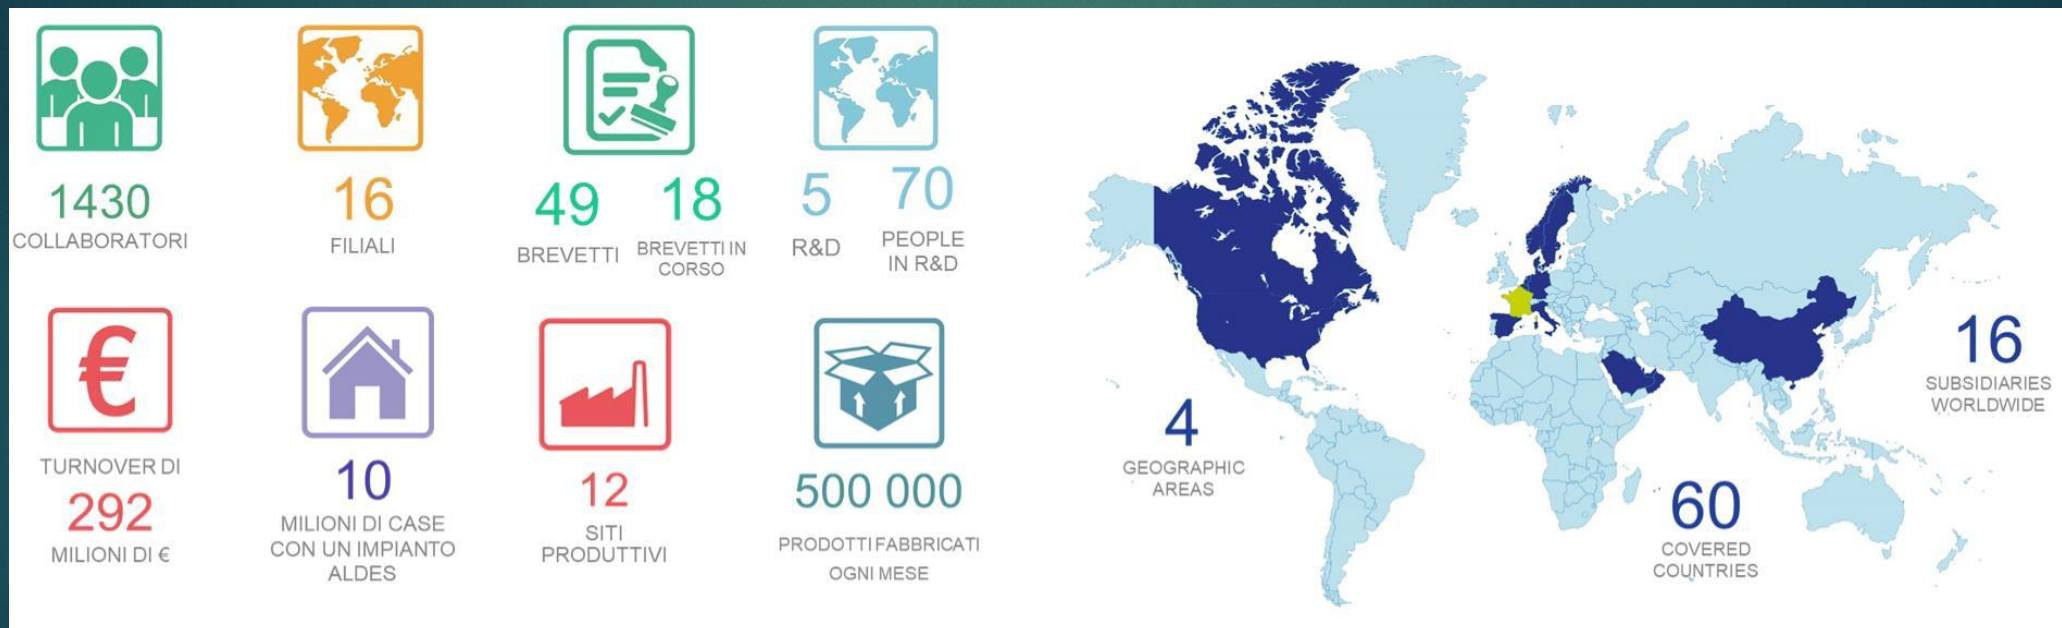 1430
COLLABORATORI
16
FILIALI
49
BREVETTI
18
BREVETTI IN
CORSO
5
R&D
70
PEOPLE
IN R&D
€
TURNOVER DI
292
MILIONI DI €
10
MILIONI DI CASE
CON UN IMPIANTO
ALDES
12
SITI
PRODUTTIVI
500 000
PRODOTTI FABBRICATI
OGNI MESE
4
GEOGRAPHIC
AREAS
60
COVERED
COUNTRIES
16
SUBSIDIARIES
WORLDWIDE